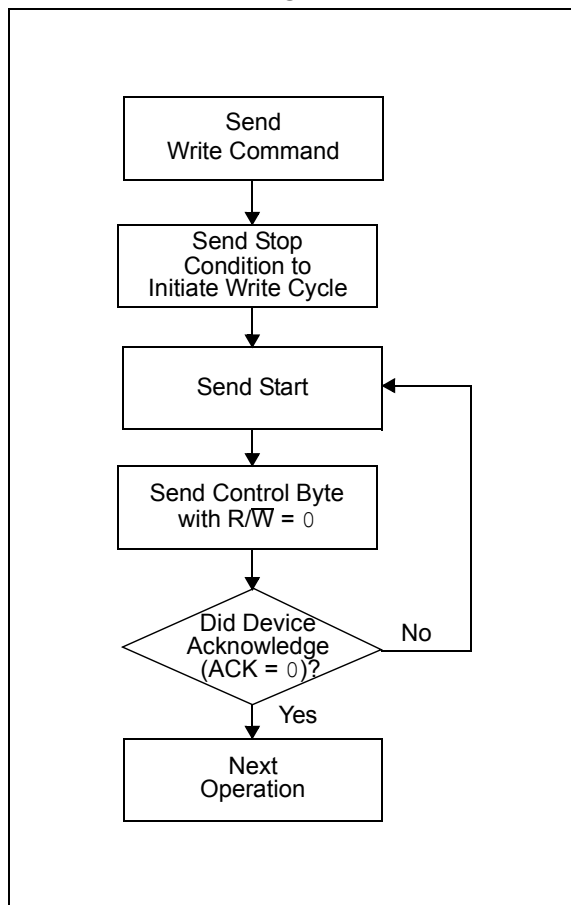 Send
Write Command
Send Stop
Condition to
Initiate Write Cycle
Send Start
Send Control Byte
with R/W̅ = 0
Did Device
Acknowledge
(ACK = 0)?
No
Yes
Next
Operation